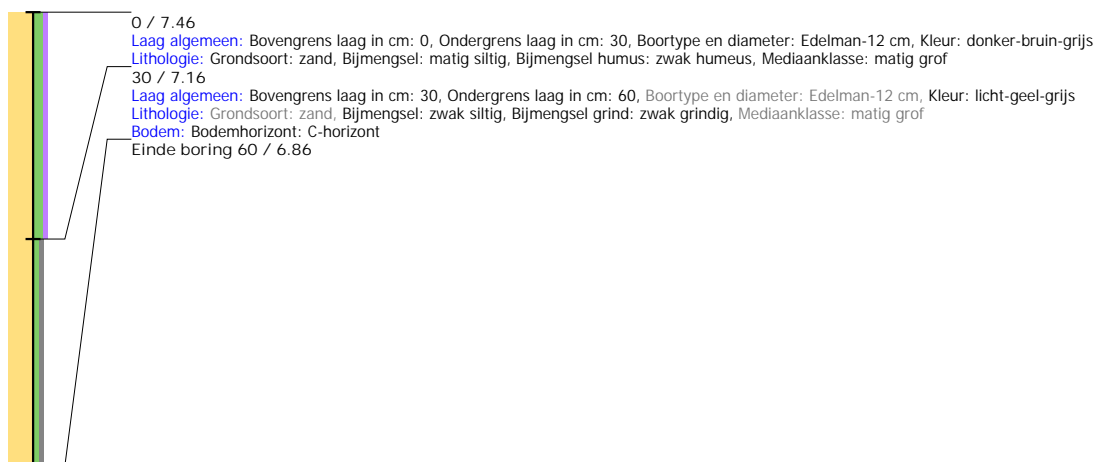 0 / 7.46
Laag algemeen: Bovengrens laag in cm: 0, Ondergrens laag in cm: 30, Boortype en diameter: Edelman-12 cm, Kleur: donker-bruin-grijs
Lithologie: Grondsoort: zand, Bijmengsel: matig siltig, Bijmengsel humus: zwak humeus, Mediaanklasse: matig grof
30 / 7.16
Laag algemeen: Bovengrens laag in cm: 30, Ondergrens laag in cm: 60, Boortype en diameter: Edelman-12 cm, Kleur: licht-geel-grijs
Lithologie: Grondsoort: zand, Bijmengsel: zwak siltig, Bijmengsel grind: zwak grindig, Mediaanklasse: matig grof
Bodem: Bodemhorizont: C-horizont
Einde boring 60 / 6.86